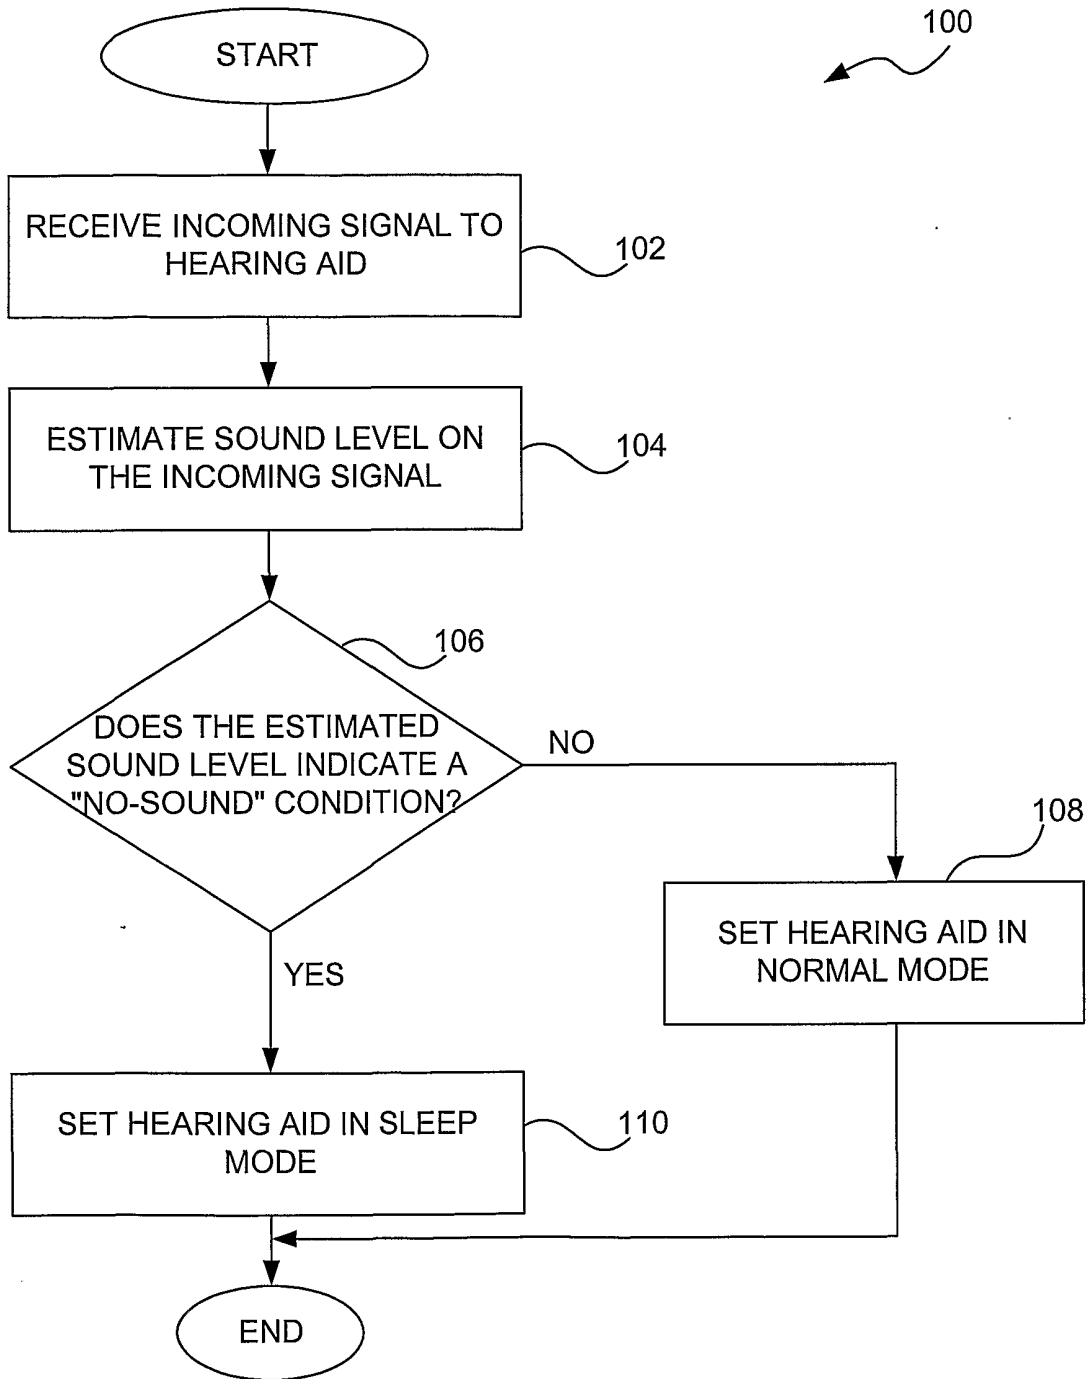 100
START
RECEIVE INCOMING SIGNAL TO
HEARING AID
102
ESTIMATE SOUND LEVEL ON
THE INCOMING SIGNAL
104
106
DOES THE ESTIMATED
SOUND LEVEL INDICATE A
"NO-SOUND" CONDITION?
NO
108
SET HEARING AID IN
NORMAL MODE
YES
SET HEARING AID IN SLEEP
MODE
110
END